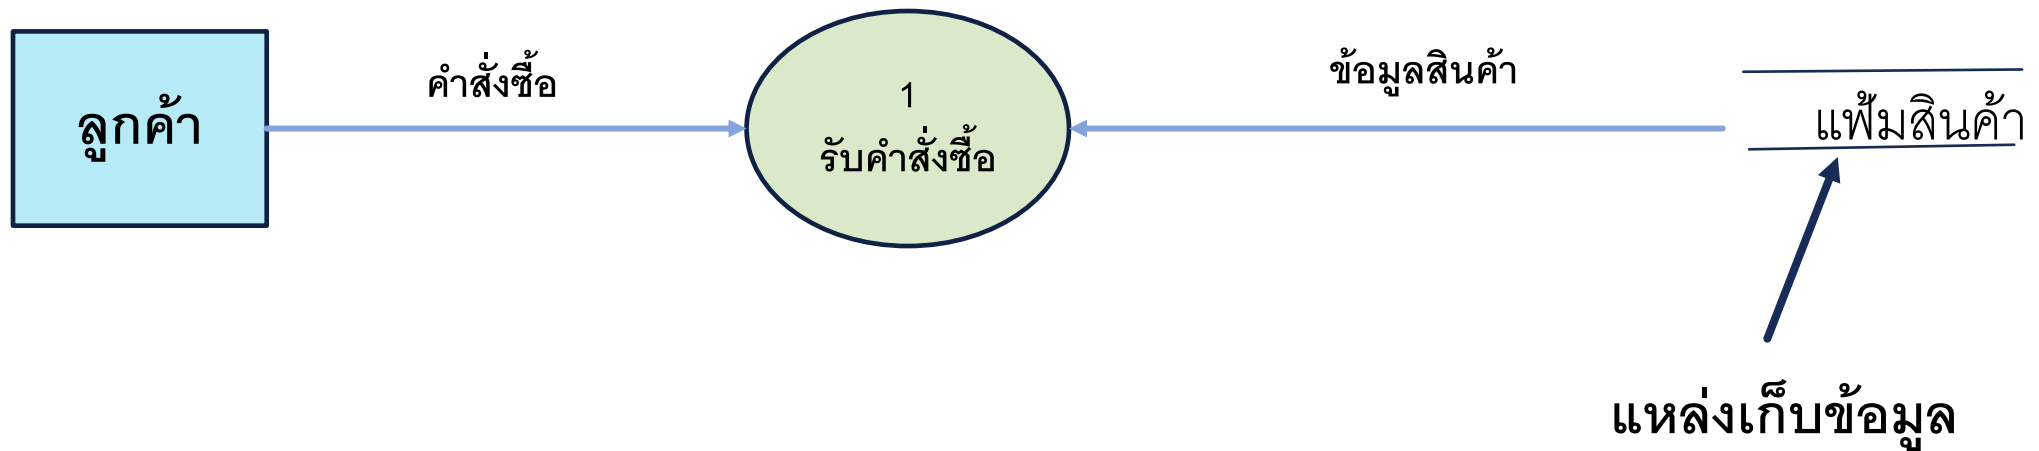 ลูกค้า
คำสั่งซื้อ
1
รับคำสั่งซื้อ
ข้อมูลสินค้า
แฟ้มสินค้า
แหล่งเก็บข้อมูล